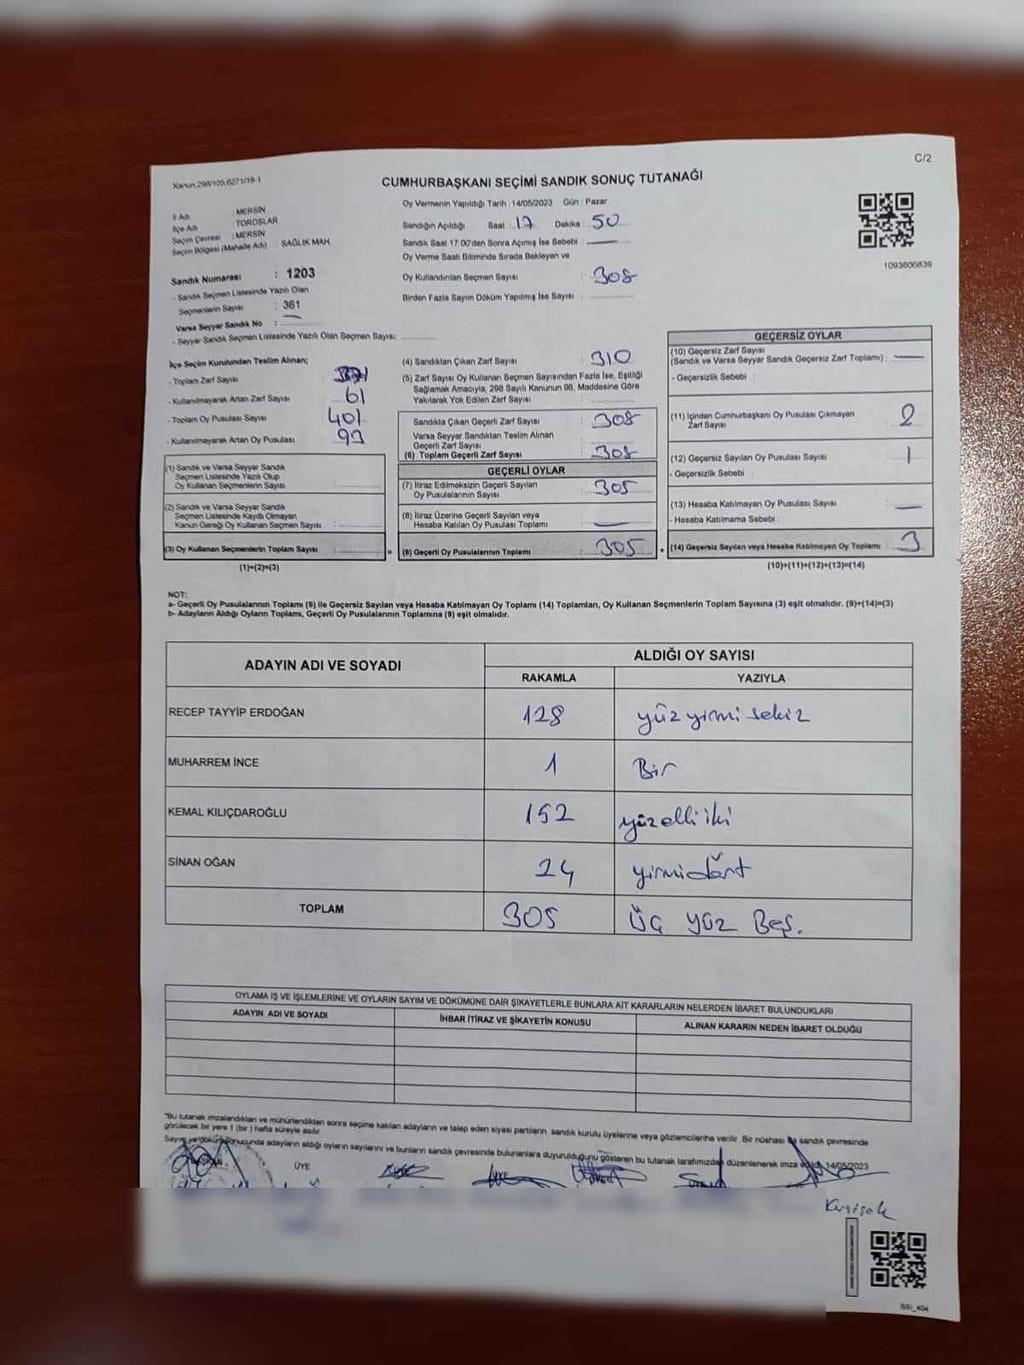 C/2
Kanun:298/105,6271/18-1
CUMHURBAŞKANI SEÇİMİ SANDIK SONUÇ TUTANAĞI
İl Adı : MERSİN
İlçe Adı : TOROSLAR
Seçim Çevresi : MERSİN
Seçim Bölgesi (Mahalle Adı) : SAĞLIK MAH.
Sandık Numarası : 1203
- Sandık Seçmen Listesinde Yazılı Olan
Seçmenlerin Sayısı : 361
Varsa Seyyar Sandık No :
- Seyyar Sandık Seçmen Listesinde Yazılı Olan Seçmen Sayısı:
Oy Vermenin Yapıldığı Tarih : 14/05/2023 Gün : Pazar
Sandığın Açıldığı Saat : 17 Dakika : 50
Sandık Saat 17:00'den Sonra Açımış İse Sebebi :
Oy Verme Saati Bitiminde Sırada Bekleyen ve
Oy Kullandırılan Seçmen Sayısı : 308
Birden Fazla Sayım Döküm Yapılmış İse Sayısı :
1093606839
İlçe Seçim Kurulundan Teslim Alınan;
- Toplam Zarf Sayısı
- Kullanılmayarak Artan Zarf Sayısı : 61
- Toplam Oy Pusulası Sayısı : 401
- Kullanılmayarak Artan Oy Pusulası : 93
(1) Sandık ve Varsa Seyyar Sandık
Seçmen Listesinde Yazılı Olup
Oy Kullanan Seçmenlerin Sayısı :
(2) Sandık ve Varsa Seyyar Sandık
Seçmen Listesinde Kayıtlı Olmayan
Kanun Gereği Oy Kullanan Seçmen Sayısı :
(3) Oy Kullanan Seçmenlerin Toplam Sayısı :
(1)+(2)=(3)
(4) Sandıktan Çıkan Zarf Sayısı : 310
(5) Zarf Sayısı Oy Kullanan Seçmen Sayısından Fazla İse, Eşitliği
Sağlamak Amacıyla, 298 Sayılı Kanunun 98. Maddesine Göre
Yakılarak Yok Edilen Zarf Sayısı :
Sandıkta Çıkan Geçerli Zarf Sayısı : 308
Varsa Seyyar Sandıktan Teslim Alınan
Geçerli Zarf Sayısı :
(6) Toplam Geçerli Zarf Sayısı : 308
GEÇERLİ OYLAR
(7) İtiraz Edilmeksizin Geçerli Sayılan
Oy Pusulalarının Sayısı : 305
(8) İtiraz Üzerine Geçerli Sayılan veya
Hesaba Katılan Oy Pusulası Toplamı :
(9) Geçerli Oy Pusulalarının Toplamı : 305
GEÇERSİZ OYLAR
(10) Geçersiz Zarf Sayısı
(Sandık ve Varsa Seyyar Sandık Geçersiz Zarf Toplamı) :
- Geçersizlik Sebebi :
(11) İçinden Cumhurbaşkanı Oy Pusulası Çıkmayan
Zarf Sayısı : 2
(12) Geçersiz Sayılan Oy Pusulası Sayısı : 1
- Geçersizlik Sebebi :
(13) Hesaba Katılmayan Oy Pusulası Sayısı :
- Hesaba Katılmama Sebebi :
(14) Geçersiz Sayılan veya Hesaba Katılmayan Oy Toplamı : 3
(10)+(11)+(12)+(13)=(14)
NOT:
a- Geçerli Oy Pusulalarının Toplamı (9) ile Geçersiz Sayılan veya Hesaba Katılmayan Oy Toplamı (14) Toplamları, Oy Kullanan Seçmenlerin Toplam Sayısına (3) eşit olmalıdır. (9)+(14)=(3)
b- Adayların Aldığı Oyların Toplamı, Geçerli Oy Pusulalarının Toplamına (9) eşit olmalıdır.
ADAYIN ADI VE SOYADI
ALDIĞI OY SAYISI
RAKAMLA YAZIYLA
RECEP TAYYİP ERDOĞAN 128 yüz yirmi sekiz
MUHARREM İNCE 1 Bir
KEMAL KILIÇDAROĞLU 152 yüzelli iki
SİNAN OĞAN 24 yirmidört
TOPLAM 305 Üç yüz Beş.
OYLAMA İŞ VE İŞLEMLERİNE VE OYLARIN SAYIM VE DÖKÜMÜNE DAİR ŞİKAYETLERLE BUNLARA AİT KARARLARIN NELERDEN İBARET BULUNDUKLARI
ADAYIN ADI VE SOYADI İHBAR İTİRAZ VE ŞİKAYETİN KONUSU ALINAN KARARIN NEDEN İBARET OLDUĞU
"Bu tutanak imzalandıktan ve mühürlendikten sonra seçime katılan adayların ve talep eden siyasi partilerin sandık kurulu üyelerine veya gözlemcilerine verilir. Bir nüshası da sandık çevresinde
görülecek bir yere 1 (bir) hafta süreyle asılır.
Sayım ve döküm sonucunda adayların aldığı oyların sayılarını ve bunların sandık çevresinde bulunanlara duyurulduğunu gösteren bu tutanak tarafımızdan düzenlenerek imza edildi. 14/05/2023
ÜYE
SSI_404